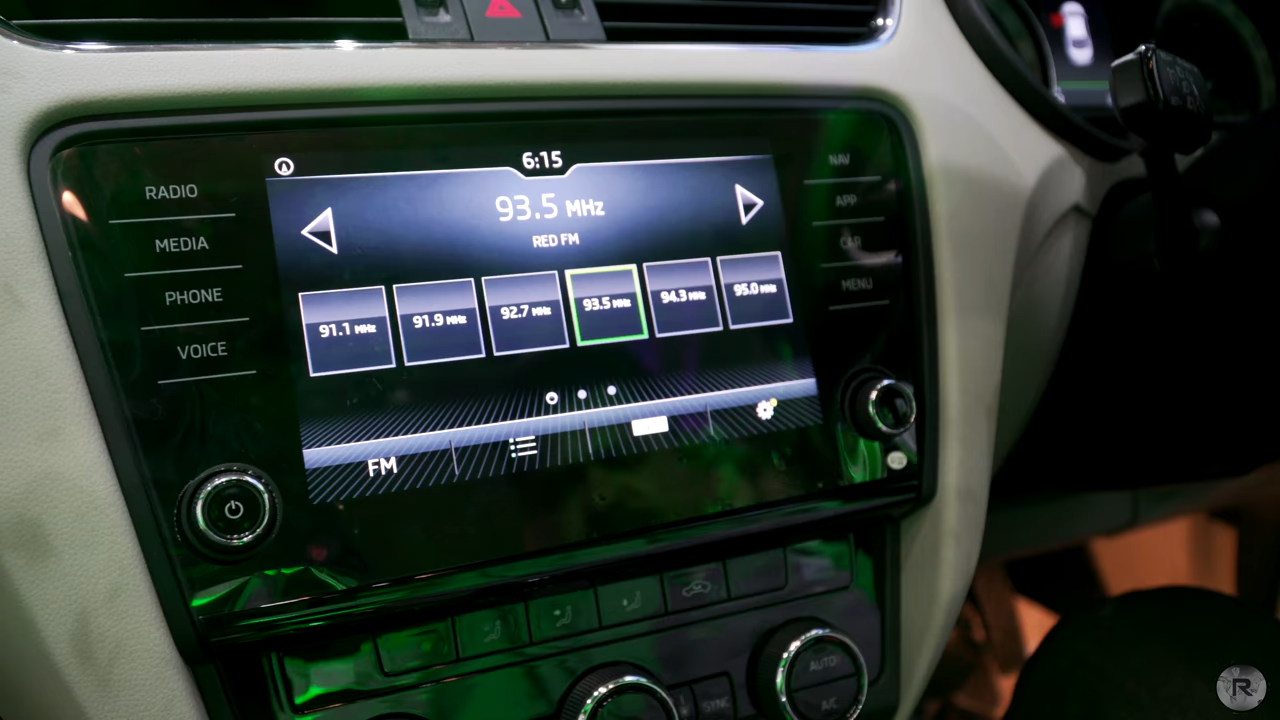 6:15
93.5 MHz
RED FM
91.1 MHz
91.9 MHz
92.7 MHz
93.5 MHz
94.3 MHz
95.0 MHz
FM
RADIO
MEDIA
PHONE
VOICE
NAV
APP
CAR
MENU
AUTO
SYNC
A/C
R